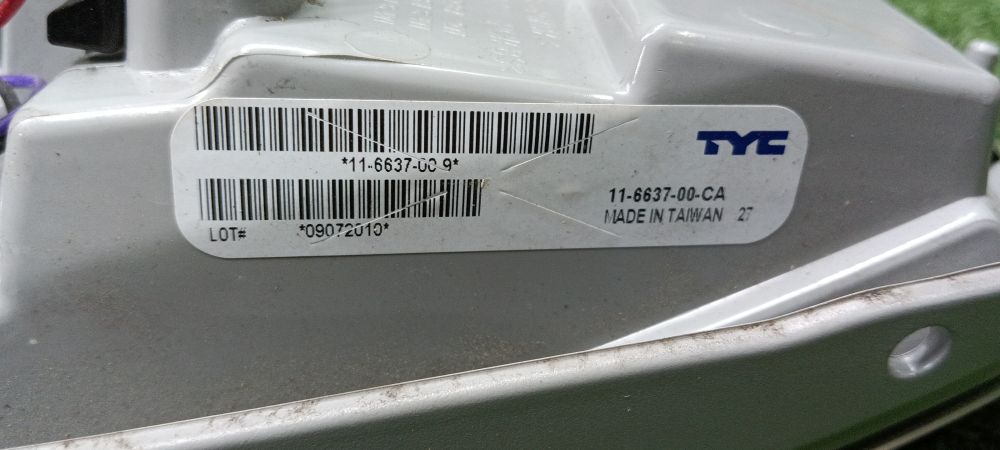 TYC
*11-6637-00-9*
11-6637-00-CA
MADE IN TAIWAN 27
LOT# *09072010*